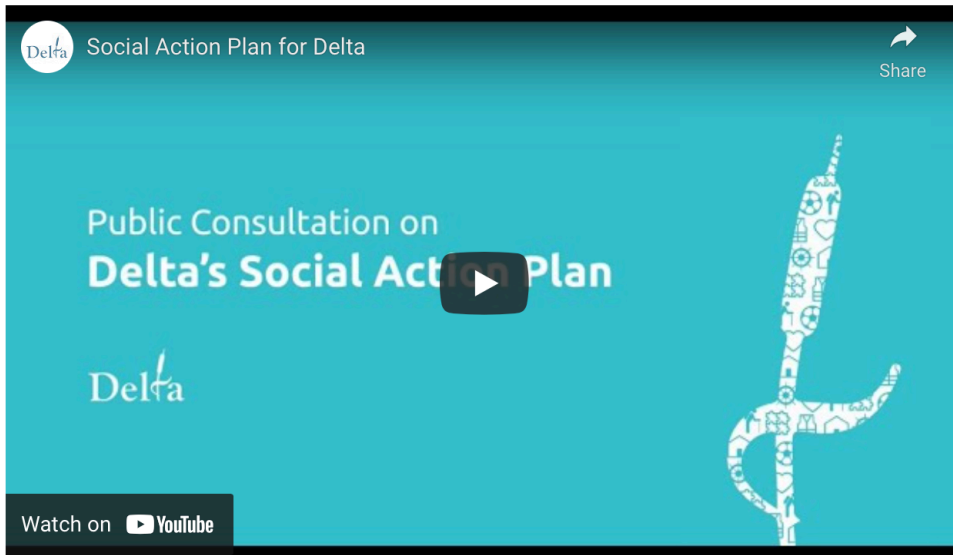 Delta
Social Action Plan for Delta
Share
Public Consultation on
Delta's Social Action Plan
Delta
Watch on YouTube